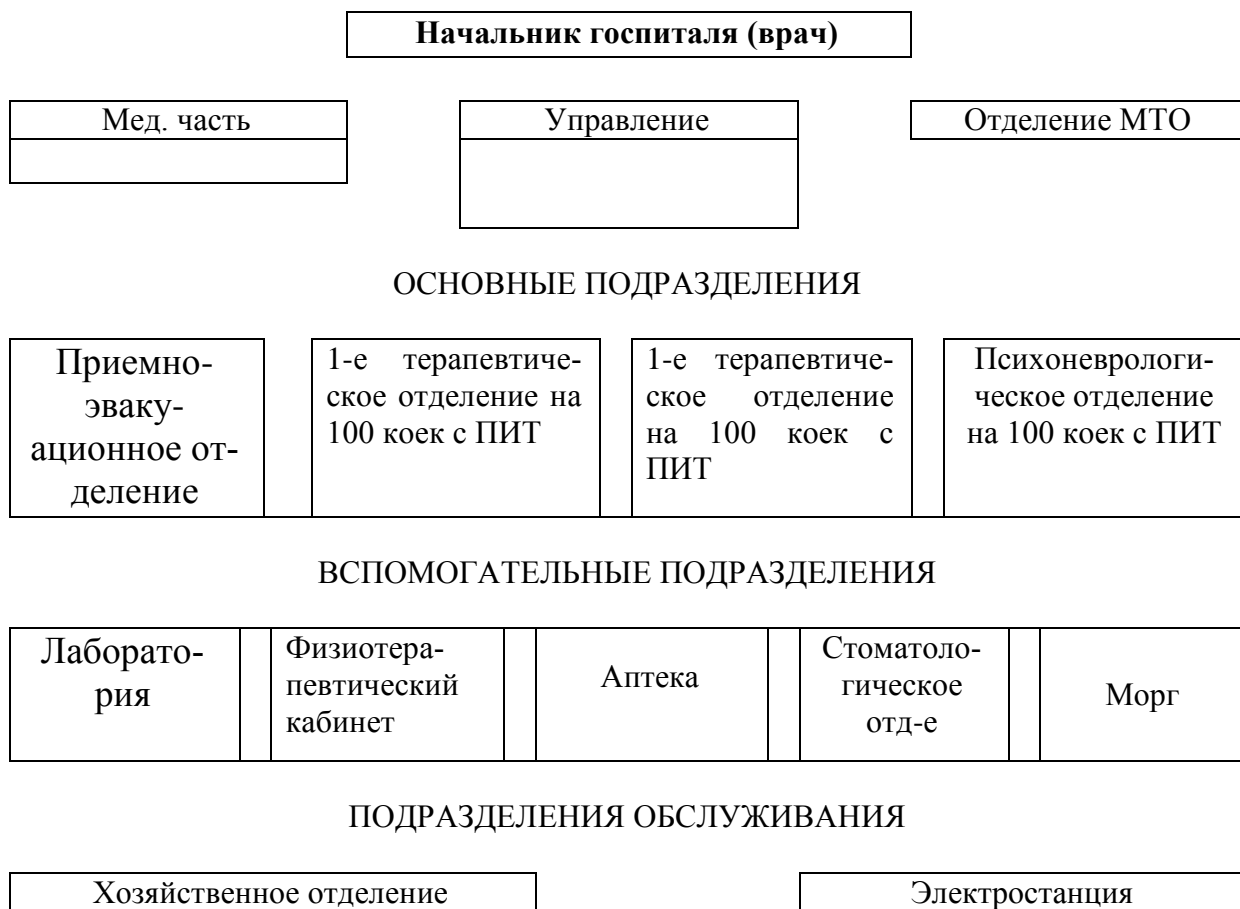 Начальник госпиталя (врач)
Мед. часть
Управление
Отделение МТО
ОСНОВНЫЕ ПОДРАЗДЕЛЕНИЯ
Приемно-
эваку-
ационное от-
деление
1-е терапевтиче-
ское отделение на
100 коек с ПИТ
1-е терапевтиче-
ское отделение
на 100 коек с
ПИТ
Психоневрологи-
ческое отделение
на 100 коек с ПИТ
ВСПОМОГАТЕЛЬНЫЕ ПОДРАЗДЕЛЕНИЯ
Лаборато-
рия
Физиотера-
певтический
кабинет
Аптека
Стоматоло-
гическое
отд-е
Морг
ПОДРАЗДЕЛЕНИЯ ОБСЛУЖИВАНИЯ
Хозяйственное отделение
Электростанция